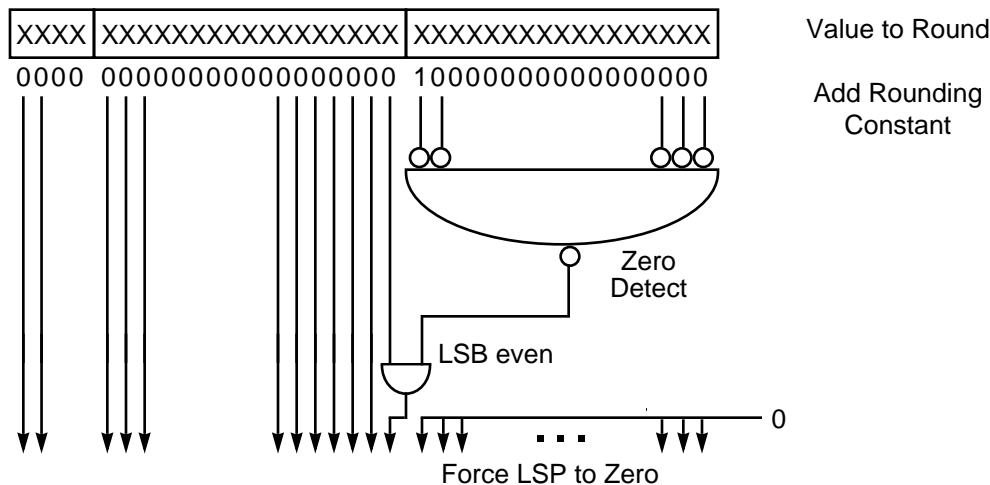 XXXX XXXXXXXXXXXXXXXX XXXXXXXXXXXXXXXX Value to Round
0000 0000000000000000 1000000000000000
Add Rounding
Constant
Zero
Detect
LSB even
0
Force LSP to Zero